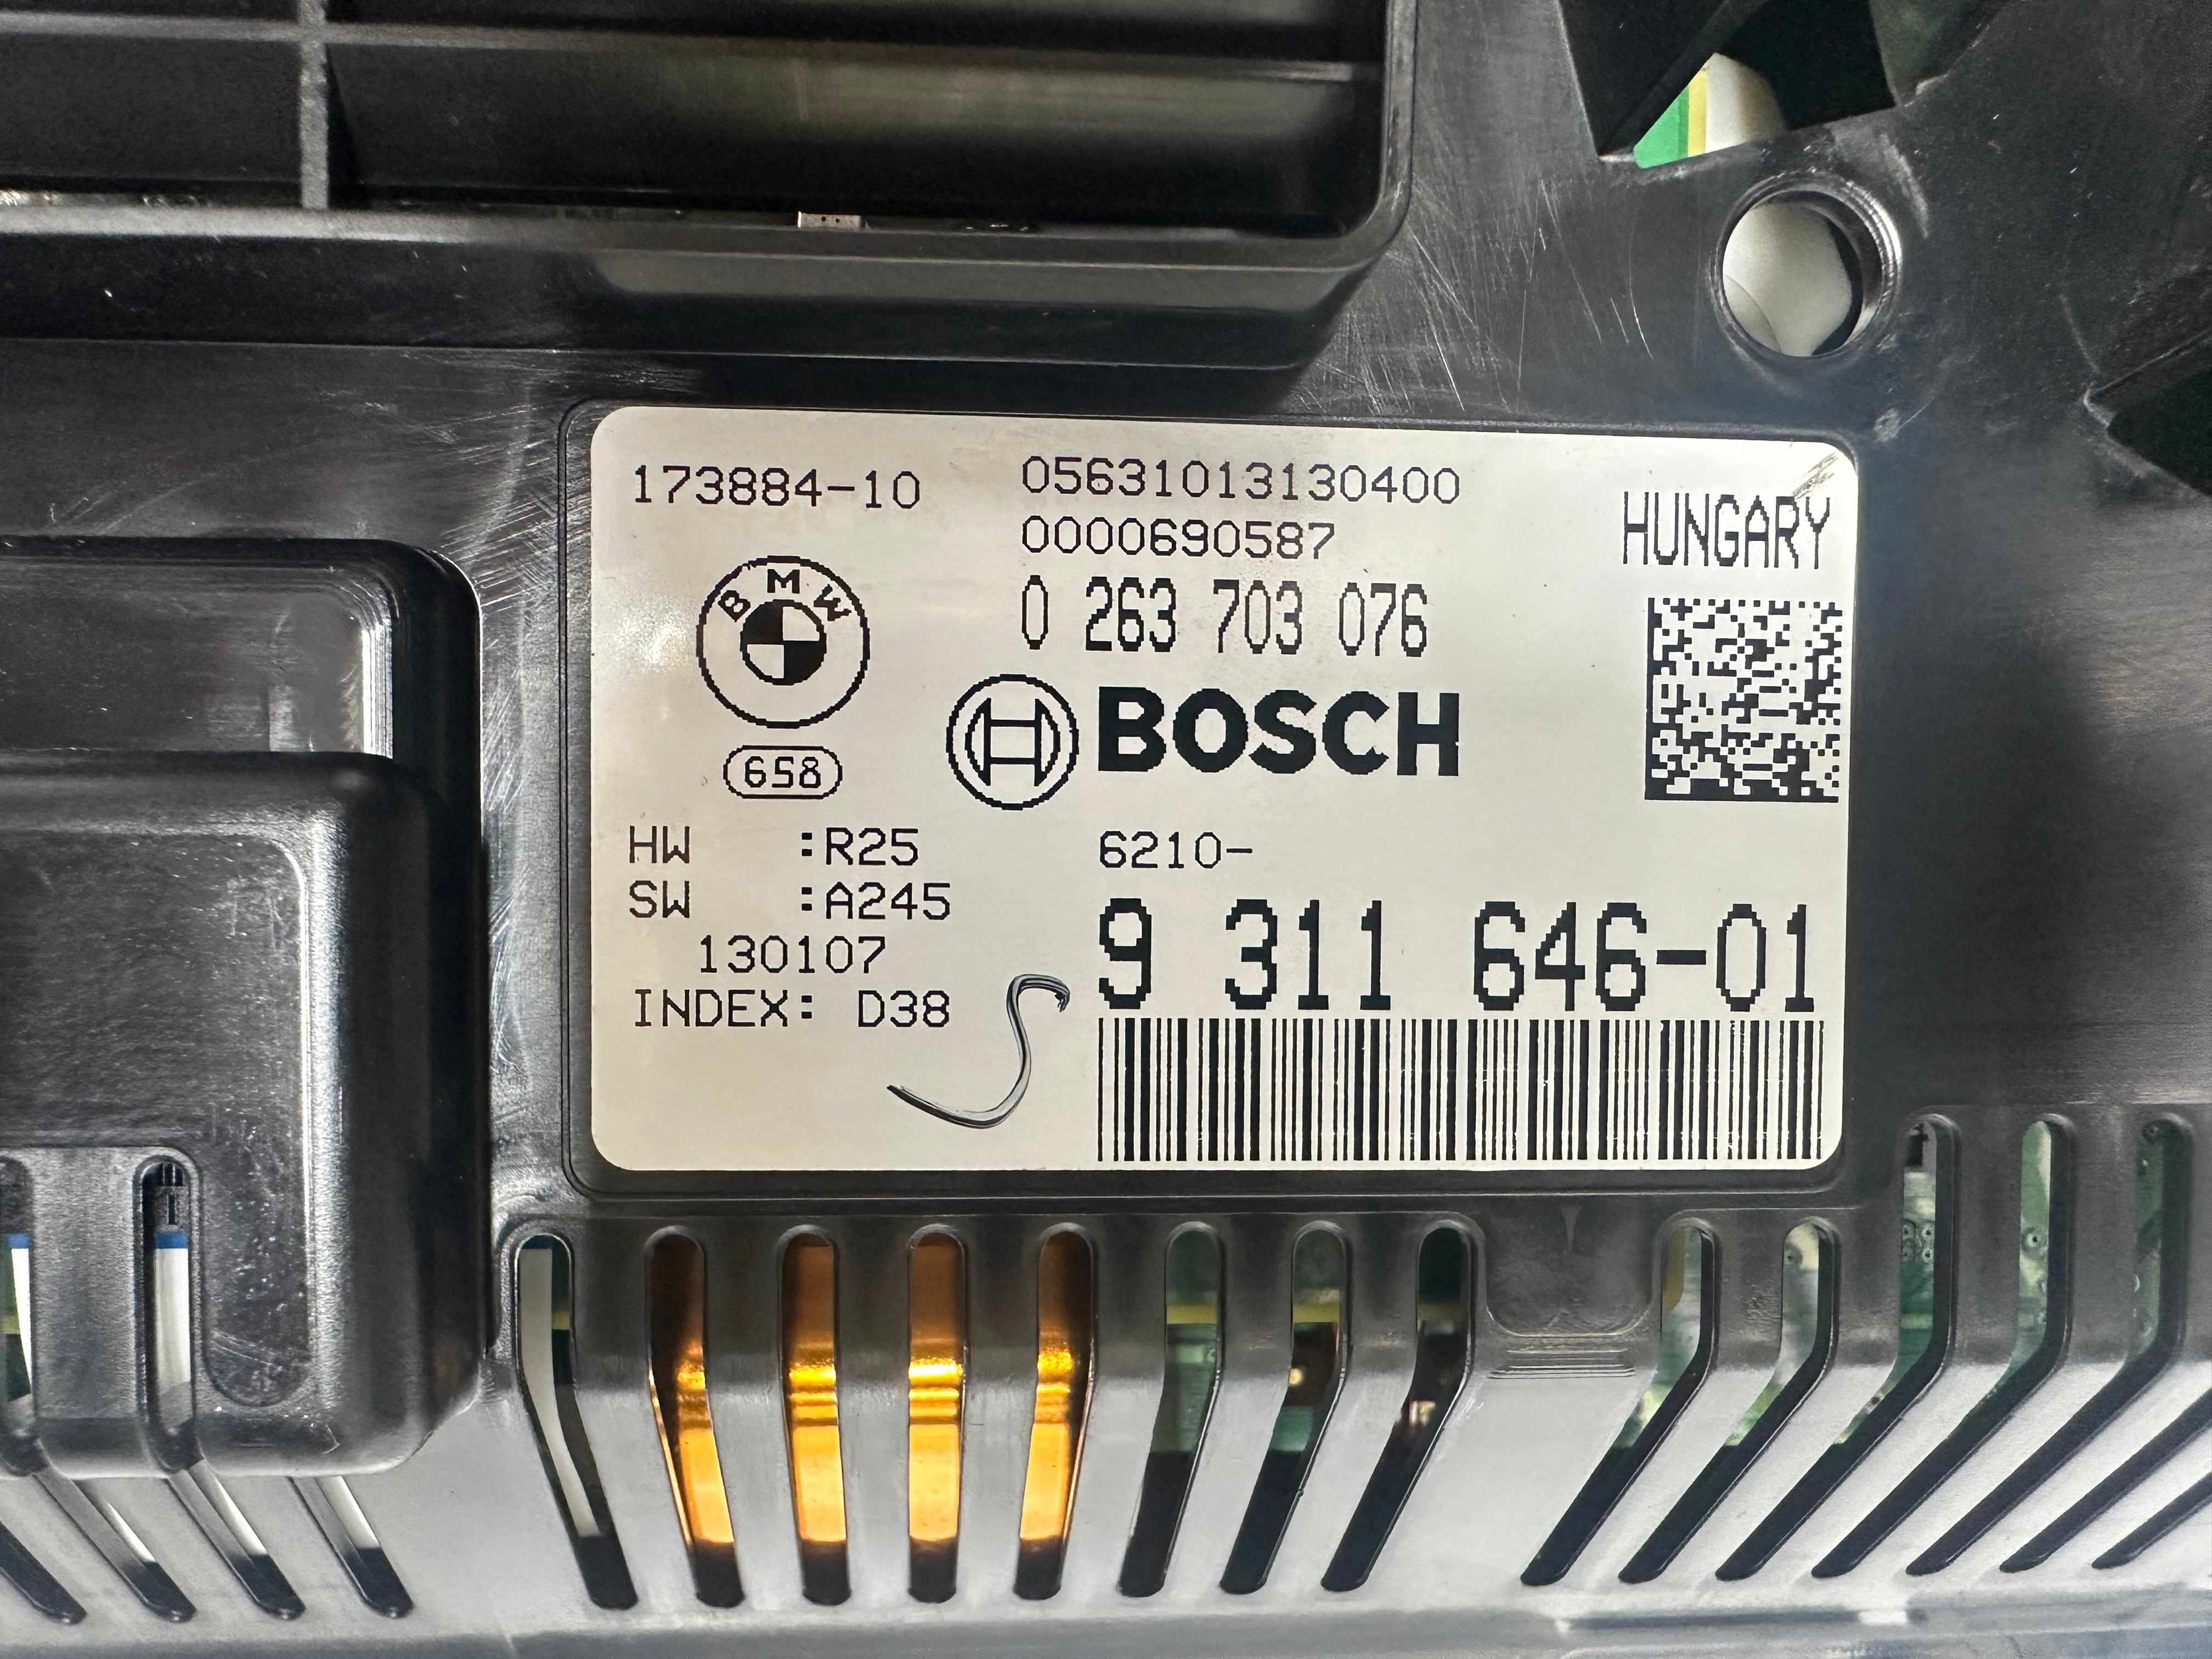 173884-10
05631013130400
0000690587
HUNGARY
0 263 703 076
BMW
BOSCH
658
HW :R25
SW :A245
130107
INDEX: D38
6210-
9 311 646-01